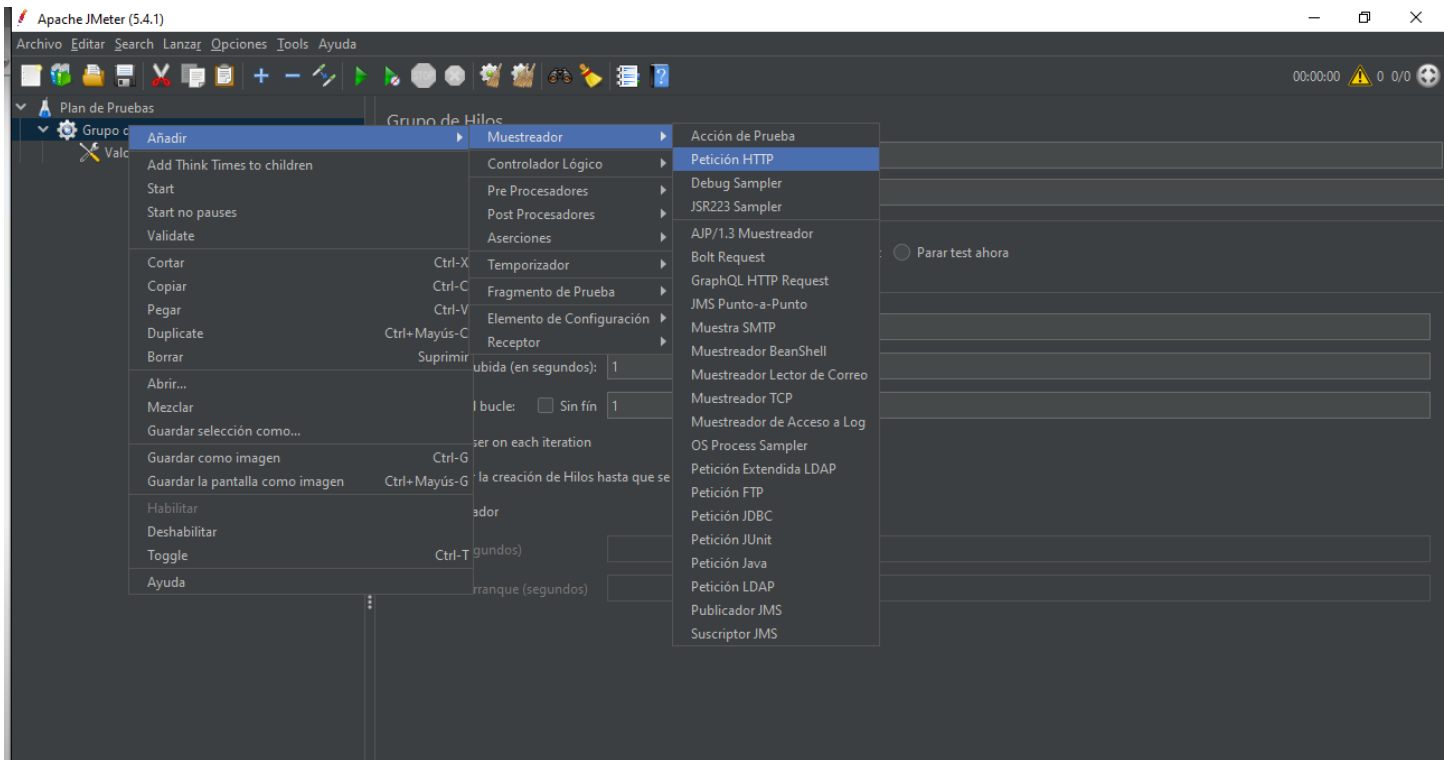 Apache JMeter (5.4.1)
Archivo Editar Search Lanzar Opciones Tools Ayuda
00:00:00 0 0/0
Plan de Pruebas
Grupo d
Valo
Grupo de Hilos
Añadir
Add Think Times to children
Start
Start no pauses
Validate
Cortar Ctrl-X
Copiar Ctrl-C
Pegar Ctrl-V
Duplicate Ctrl+Mayús-C
Borrar Suprimir
Abrir...
Mezclar
Guardar selección como...
Guardar como imagen Ctrl-G
Guardar la pantalla como imagen Ctrl+Mayús-G
Habilitar
Deshabilitar
Toggle Ctrl-T
Ayuda
Muestreador
Controlador Lógico
Pre Procesadores
Post Procesadores
Aserciones
Temporizador
Fragmento de Prueba
Elemento de Configuración
Receptor
Acción de Prueba
Petición HTTP
Debug Sampler
JSR223 Sampler
AJP/1.3 Muestreador
Bolt Request
GraphQL HTTP Request
JMS Punto-a-Punto
Muestra SMTP
Muestreador BeanShell
Muestreador Lector de Correo
Muestreador TCP
Muestreador de Acceso a Log
OS Process Sampler
Petición Extendida LDAP
Petición FTP
Petición JDBC
Petición JUnit
Petición Java
Petición LDAP
Publicador JMS
Suscriptor JMS
Parar test ahora
ubida (en segundos): 1
l bucle: Sin fín 1
ser on each iteration
la creación de Hilos hasta que se
ador
gundos)
rranque (segundos)